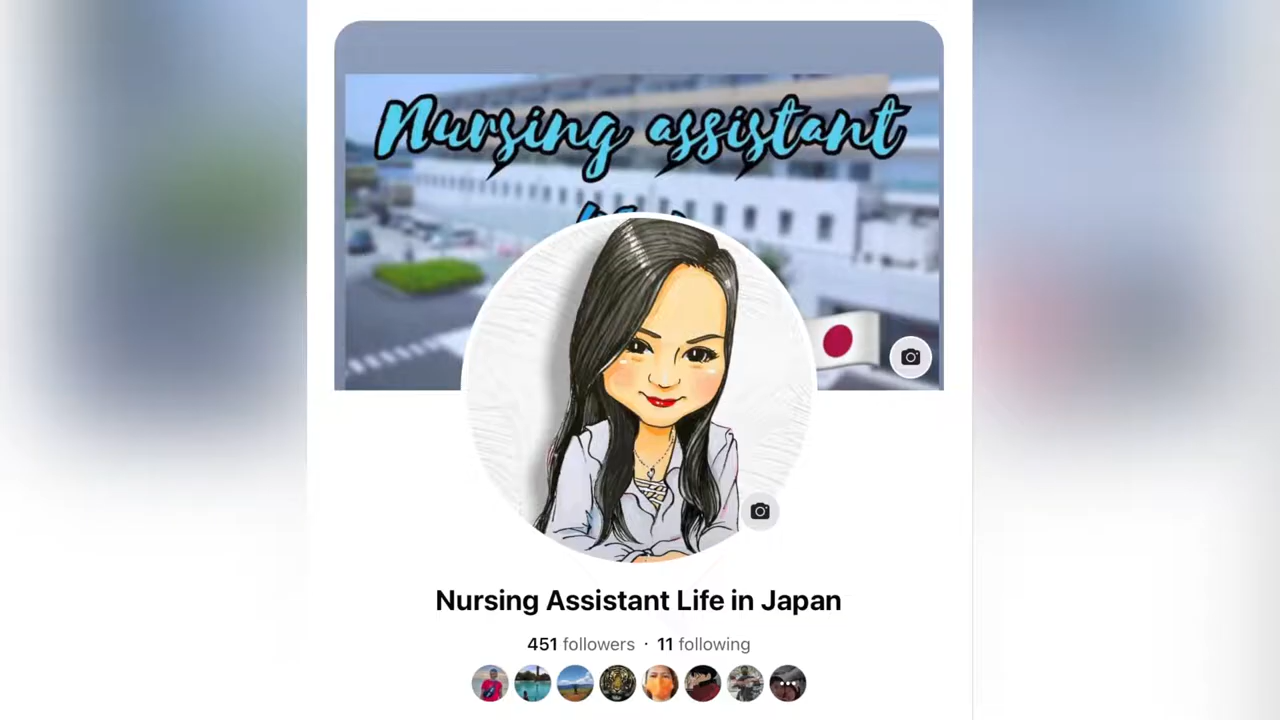 Nursing assistant
Nursing Assistant Life in Japan
451 followers · 11 following